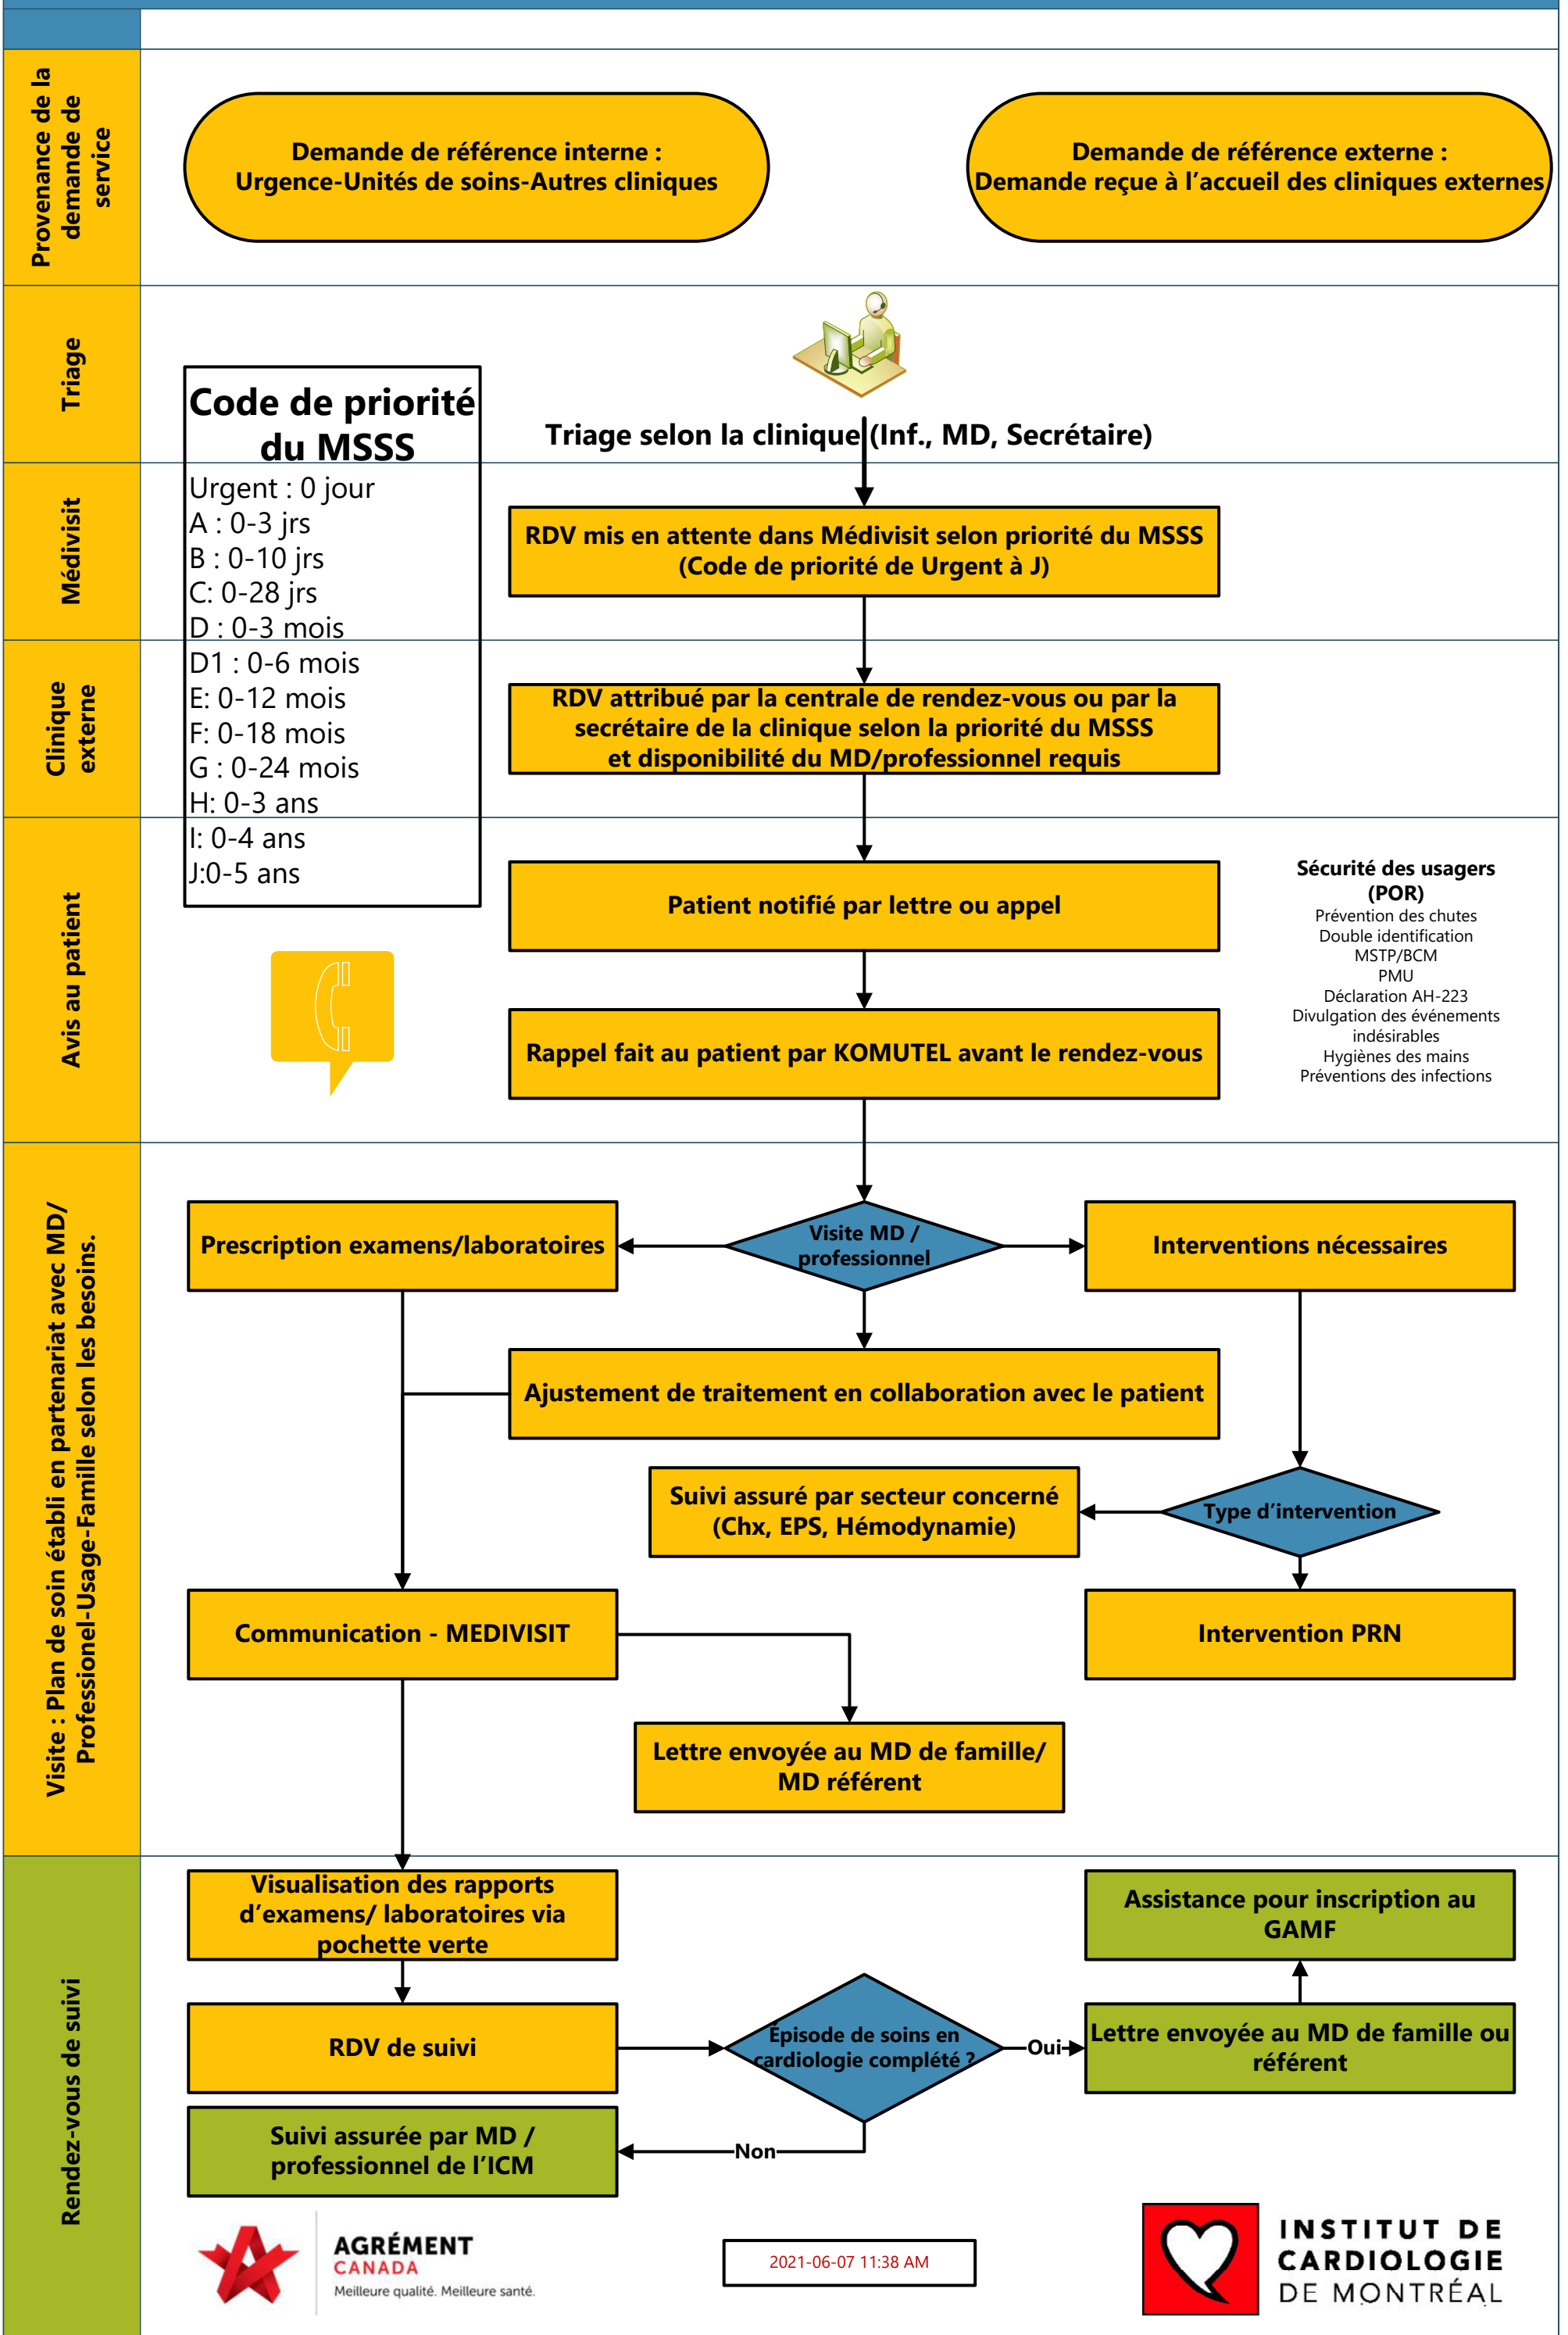 Provenance de la
demande de
service
Demande de référence interne :
Urgence-Unités de soins-Autres cliniques
Demande de référence externe :
Demande reçue à l’accueil des cliniques externes
Triage
Code de priorité
du MSSS
Urgent : 0 jour
A : 0-3 jrs
B : 0-10 jrs
C: 0-28 jrs
D : 0-3 mois
D1 : 0-6 mois
E: 0-12 mois
F: 0-18 mois
G : 0-24 mois
H: 0-3 ans
I: 0-4 ans
J:0-5 ans
Triage selon la clinique (Inf., MD, Secrétaire)
Médivisit
RDV mis en attente dans Médivisit selon priorité du MSSS
(Code de priorité de Urgent à J)
Clinique
externe
RDV attribué par la centrale de rendez-vous ou par la
secrétaire de la clinique selon la priorité du MSSS
et disponibilité du MD/professionnel requis
Avis au patient
Patient notifié par lettre ou appel
Rappel fait au patient par KOMUTEL avant le rendez-vous
Sécurité des usagers
(POR)
Prévention des chutes
Double identification
MSTP/BCM
PMU
Déclaration AH-223
Divulgation des événements
indésirables
Hygiènes des mains
Préventions des infections
Visite : Plan de soin établi en partenariat avec MD/
Professionel-Usage-Famille selon les besoins.
Prescription examens/laboratoires
Visite MD /
professionnel
Interventions nécessaires
Ajustement de traitement en collaboration avec le patient
Suivi assuré par secteur concerné
(Chx, EPS, Hémodynamie)
Type d’intervention
Communication - MEDIVISIT
Intervention PRN
Lettre envoyée au MD de famille/
MD référent
Rendez-vous de suivi
Visualisation des rapports
d’examens/ laboratoires via
pochette verte
Assistance pour inscription au
GAMF
RDV de suivi
Épisode de soins en
cardiologie complété ?
Oui
Lettre envoyée au MD de famille ou
référent
Suivi assurée par MD /
professionnel de l’ICM
Non
AGRÉMENT
CANADA
Meilleure qualité. Meilleure santé.
2021-06-07 11:38 AM
INSTITUT DE
CARDIOLOGIE
DE MONTRÉAL